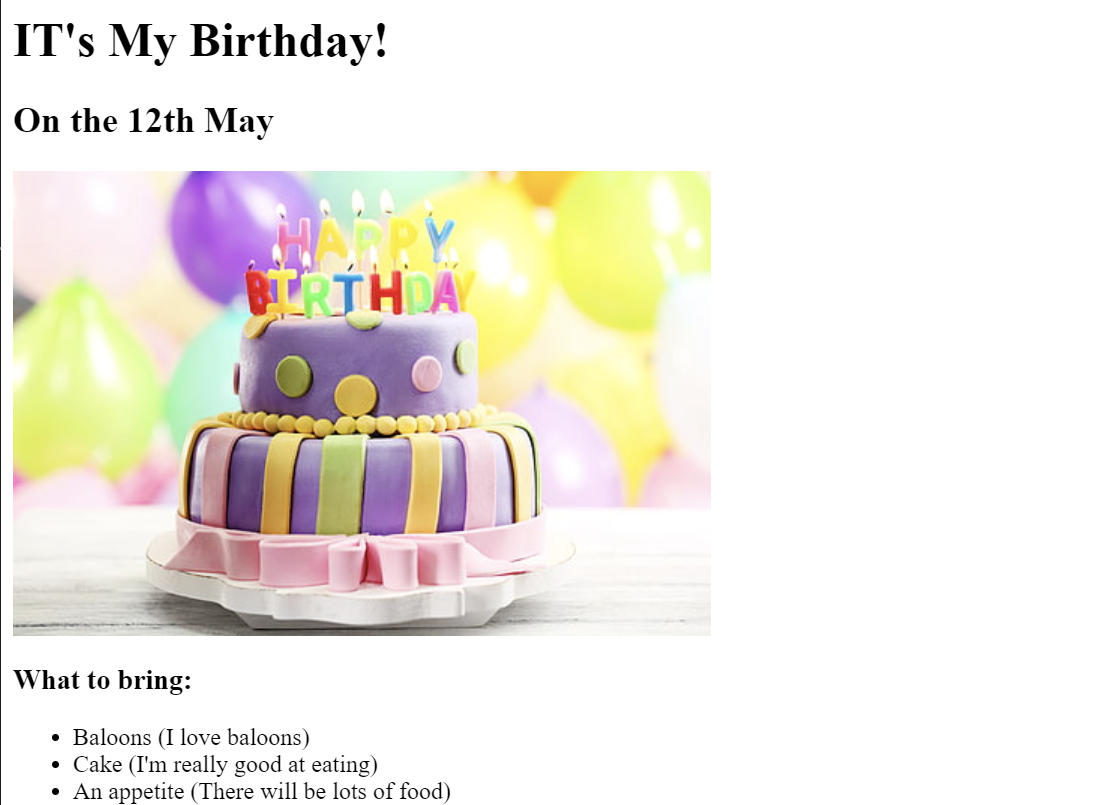 IT's My Birthday!
On the 12th May
HAPPY
BIRTHDAY
What to bring:
Baloons (I love baloons)
Cake (I'm really good at eating)
An appetite (There will be lots of food)